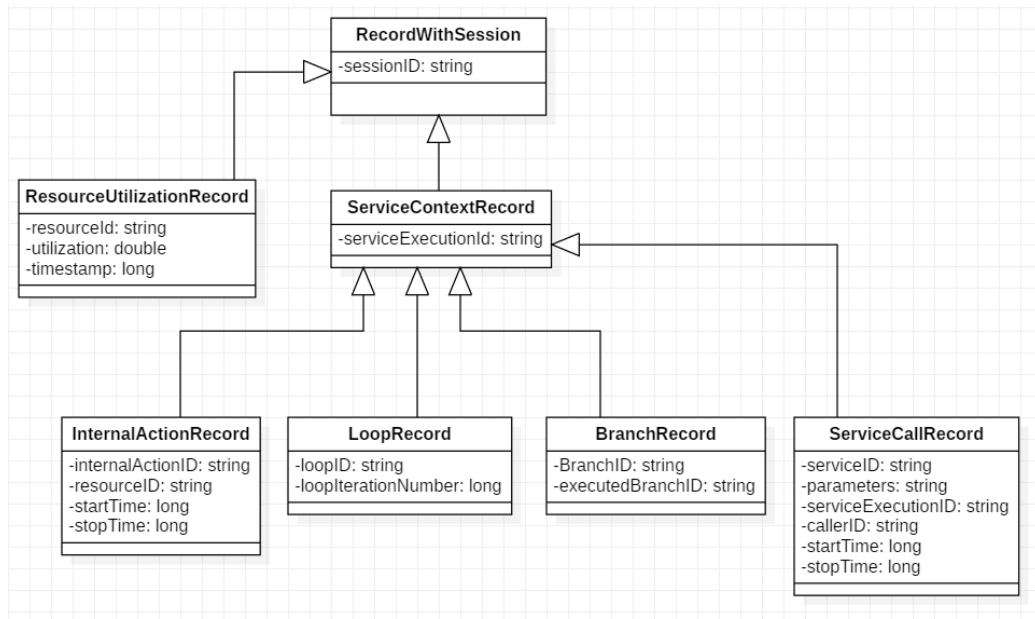 RecordWithSession
-sessionID: string
ResourceUtilizationRecord
-resourceId: string
-utilization: double
-timestamp: long
ServiceContextRecord
-serviceExecutionId: string
InternalActionRecord
-internalActionID: string
-resourceID: string
-startTime: long
-stopTime: long
LoopRecord
-loopID: string
-loopIterationNumber: long
BranchRecord
-BranchID: string
-executedBranchID: string
ServiceCallRecord
-serviceID: string
-parameters: string
-serviceExecutionID: string
-callerID: string
-startTime: long
-stopTime: long